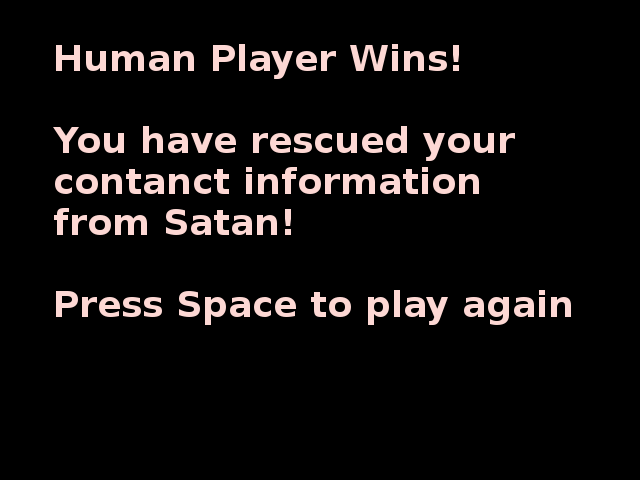 Human Player Wins!
You have rescued your
contanct information
from Satan!
Press Space to play again